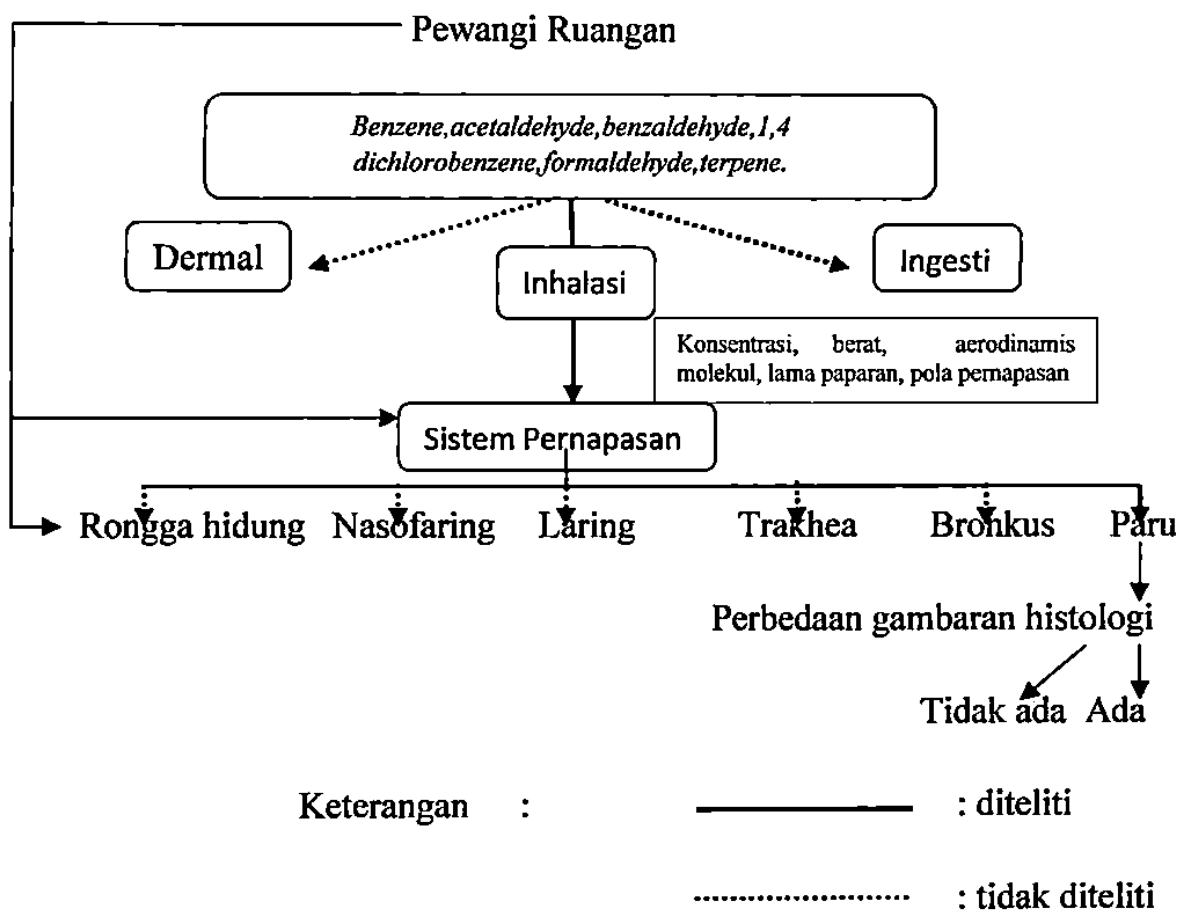 Pewangi Ruangan
Benzene,acetaldehyde,benzaldehyde,1,4
dichlorobenzene,formaldehyde,terpene.
Dermal
Inhalasi
Ingesti
Konsentrasi, berat, aerodinamis
molekul, lama paparan, pola pernapasan
Sistem Pernapasan
Rongga hidung Nasofaring Laring Trakhea Bronkus Paru
Perbedaan gambaran histologi
Tidak ada Ada
Keterangan : : diteliti
: tidak diteliti